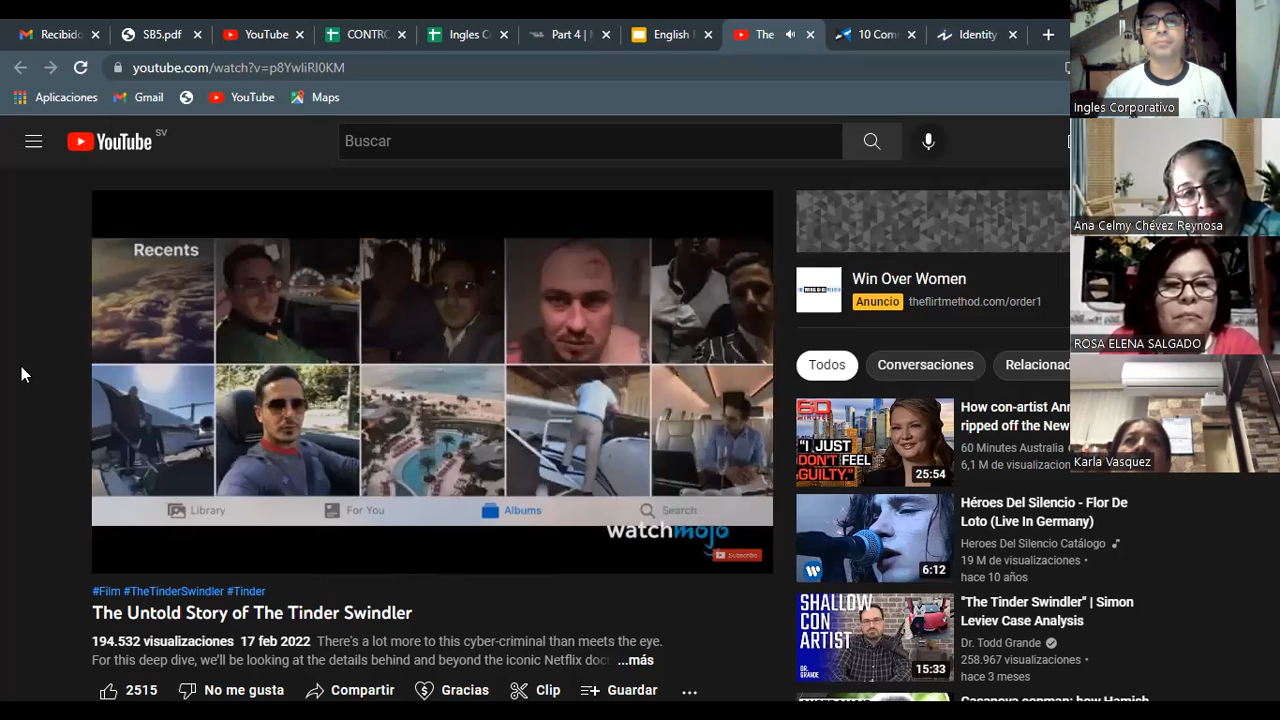 Recibido
SB5.pdf
YouTube
CONTRO
Ingles C
Part 4 |
English F
The
10 Com
Identity
youtube.com/watch?v=p8YwliRI0KM
Aplicaciones
Gmail
YouTube
Maps
YouTube SV
Buscar
Recents
Library
For You
Albums
Search
watchmojo
Subscribe
#Film #TheTinderSwindler #Tinder
The Untold Story of The Tinder Swindler
194.532 visualizaciones 17 feb 2022 There's a lot more to this cyber-criminal than meets the eye.
For this deep dive, we'll be looking at the details behind and beyond the iconic Netflix doc ...más
2515
No me gusta
Compartir
Gracias
Clip
Guardar
Win Over Women
Anuncio theflirtmethod.com/order1
Todos
Conversaciones
Relacionad
60 MINUTES
"I JUST
DON'T FEEL
GUILTY."
25:54
How con-artist Ann
ripped off the New
60 Minutes Australia
6,1 M de visualizacion
6:12
Héroes Del Silencio - Flor De
Loto (Live In Germany)
Heroes Del Silencio Catálogo
19 M de visualizaciones •
hace 10 años
SHALLOW
CON
ARTIST
DR.
GRANDE
15:33
"The Tinder Swindler" | Simon
Leviev Case Analysis
Dr. Todd Grande
258.967 visualizaciones •
hace 3 meses
Casanova conman: how Hamish
Ingles Corporativo
Ana Celmy Chévez Reynosa
ROSA ELENA SALGADO
Karla Vasquez